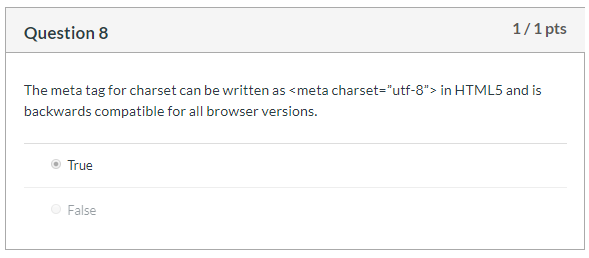 Question 8
1 / 1 pts
The meta tag for charset can be written as <meta charset="utf-8"> in HTML5 and is
backwards compatible for all browser versions.
True
False